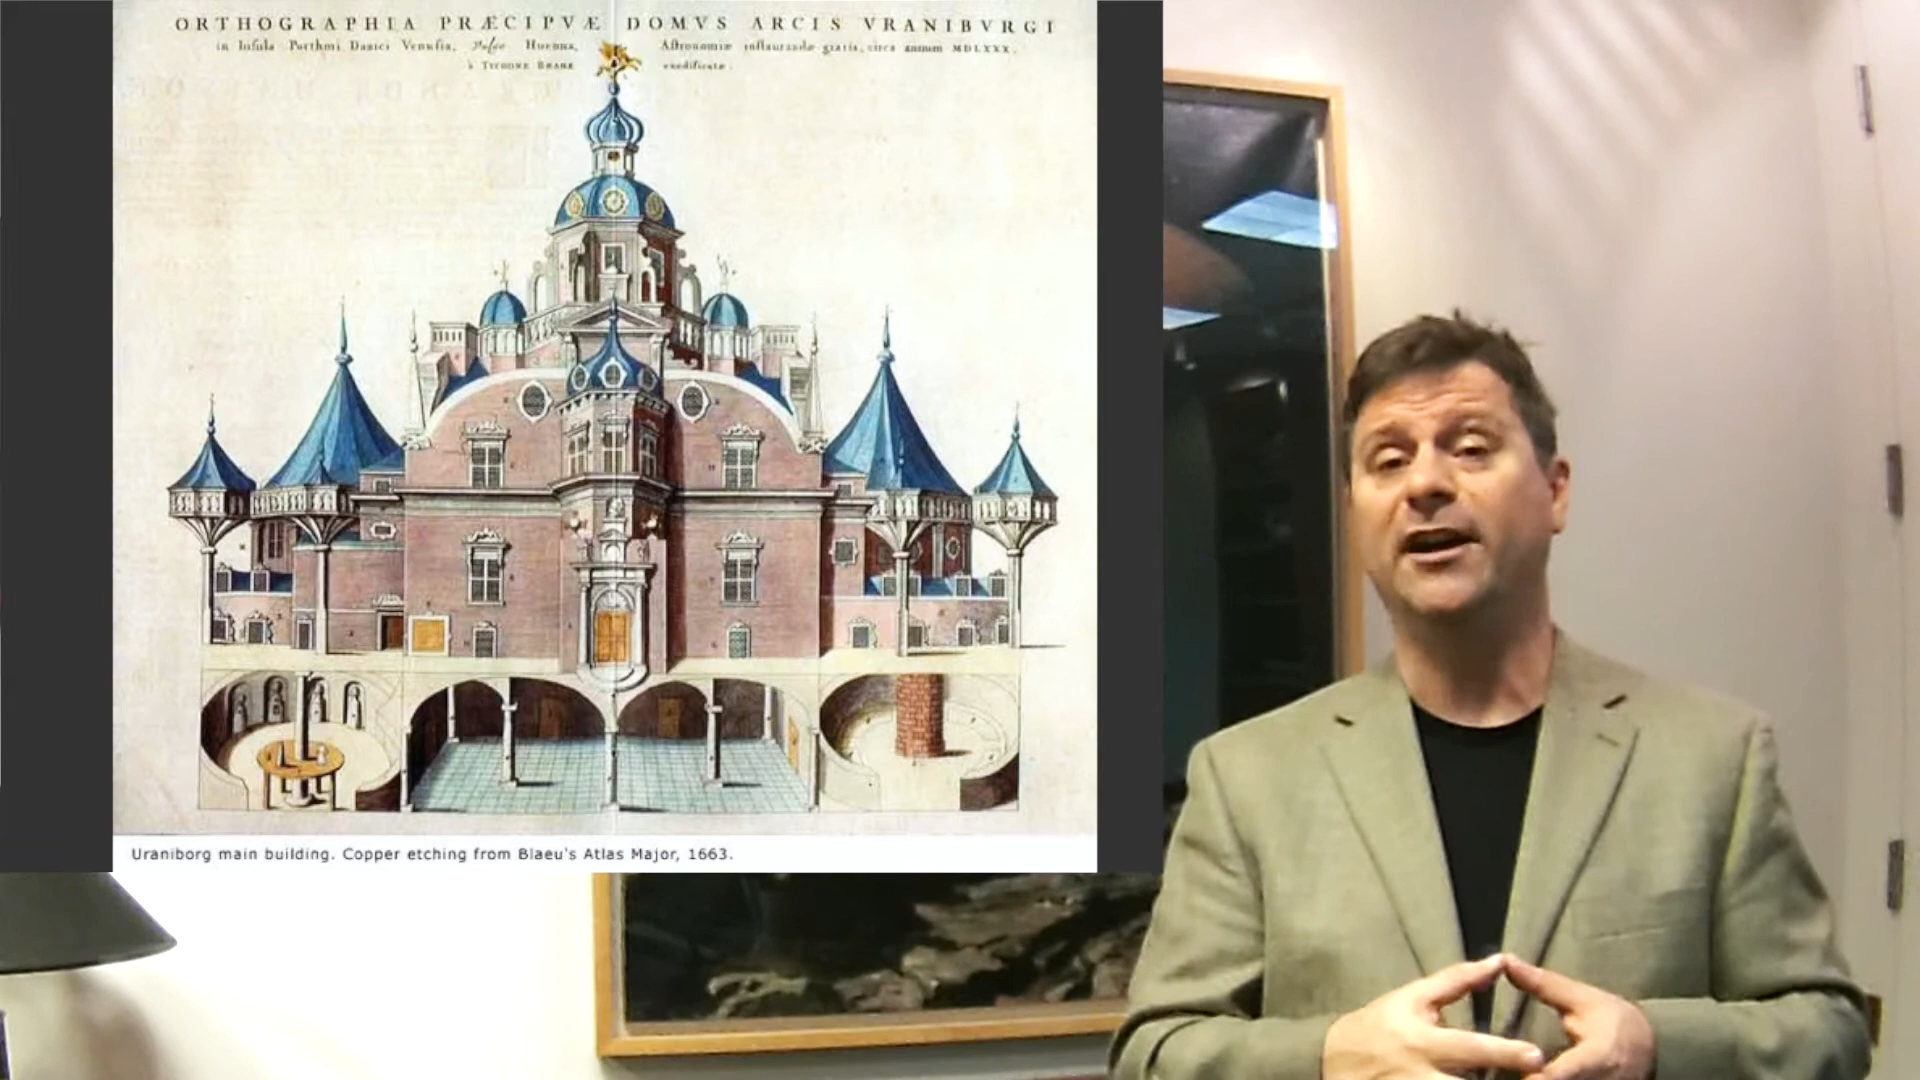 ORTHOGRAPHIA PRÆCIPVÆ DOMVS ARCIS VRANIBVRGI
in Insula Porthmi Danici Venusia, Huenna, Astronomiæ instaurandæ gratia, circa annum MDLXXX,
à TYCHONE BRAHE exædificatæ.
Uraniborg main building. Copper etching from Blaeu's Atlas Major, 1663.